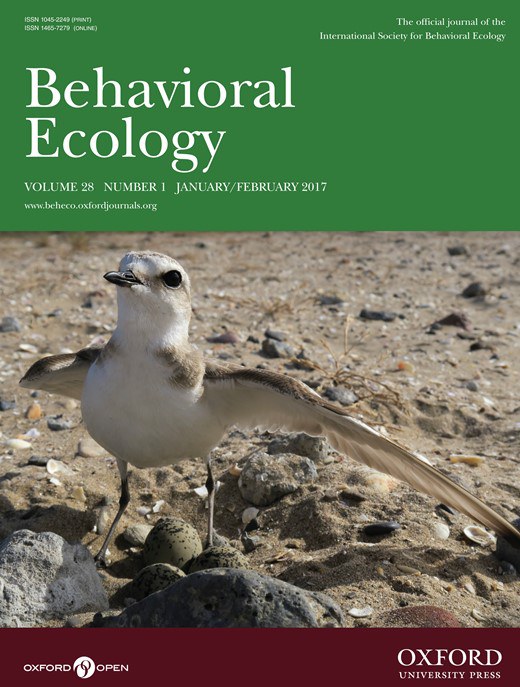 ISSN 1045-2249 (PRINT)
ISSN 1465-7279 (ONLINE)
The official journal of the
International Society for Behavioral Ecology
Behavioral
Ecology
VOLUME 28 NUMBER 1 JANUARY/FEBRUARY 2017
www.beheco.oxfordjournals.org
OXFORD OPEN
OXFORD
UNIVERSITY PRESS